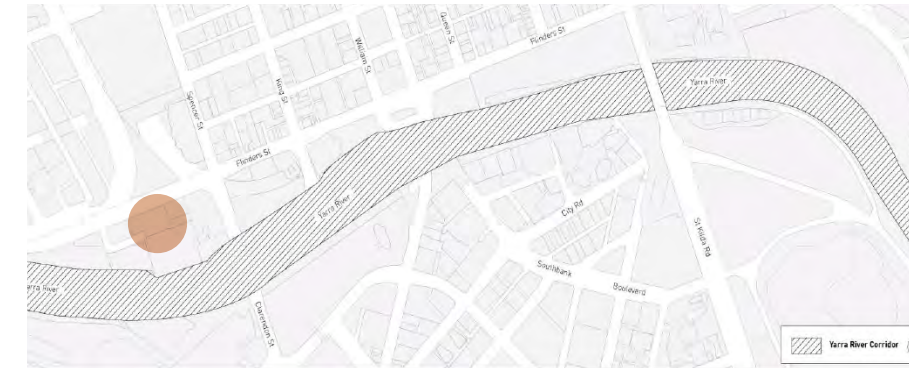 Flinders St
Queen St
William St
King St
Spencer St
Flinders St
Yarra River
Yarra River
City Rd
St Kilda Rd
Southbank
Boulevard
Clarendon St
Yarra River
Yarra River Corridor